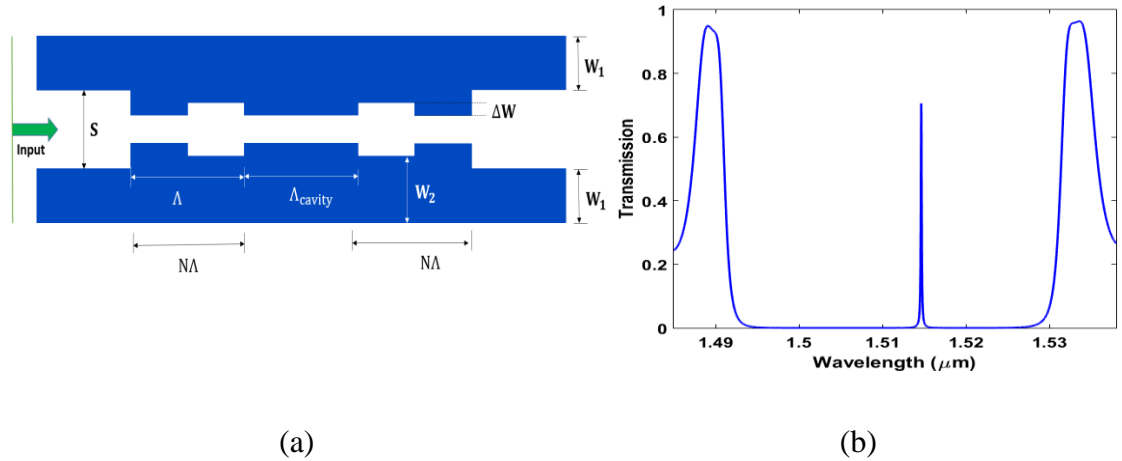 W₁
ΔW
S
Input
Λ
Λcavity
W₂
W₁
NΛ
NΛ
1
0.8
0.6
0.4
0.2
0
Transmission
1.49
1.5
1.51
1.52
1.53
Wavelength (μm)
(a)
(b)